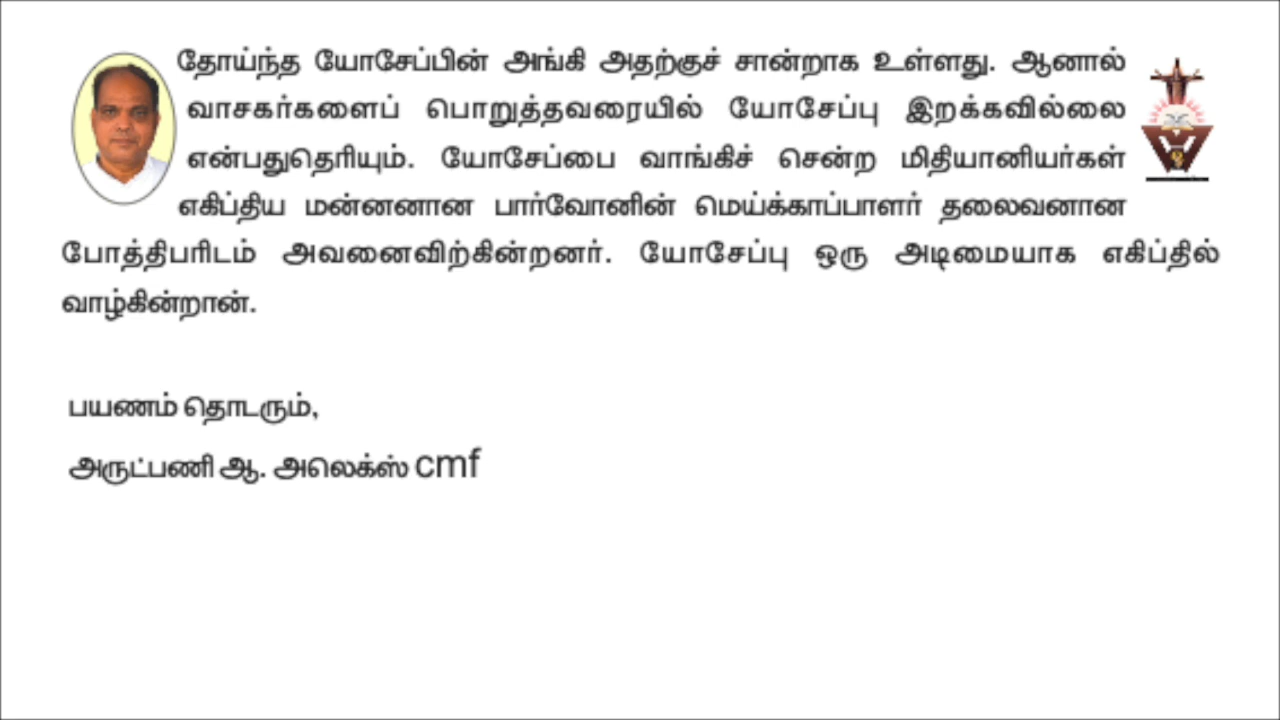 தோய்ந்த யோசேப்பின் அங்கி அதற்குச் சான்றாக உள்ளது. ஆனால்
வாசகர்களைப் பொறுத்தவரையில் யோசேப்பு இறக்கவில்லை
என்பதுதெரியும். யோசேப்பை வாங்கிச் சென்ற மிதியானியர்கள்
எகிப்திய மன்னனான பார்வோனின் மெய்க்காப்பாளர் தலைவனான
போத்திபரிடம் அவனைவிற்கின்றனர். யோசேப்பு ஒரு அடிமையாக எகிப்தில்
வாழ்கின்றான்.
பயணம் தொடரும்,
அருட்பணி ஆ. அலெக்ஸ் cmf